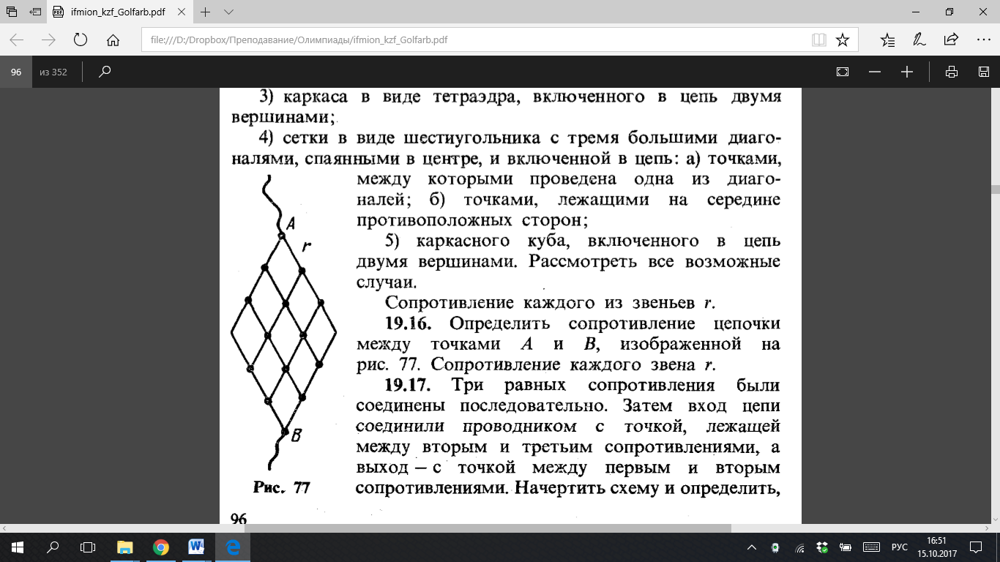 ifmion_kzf_Golfarb.pdf
file:///D:/Dropbox/Преподавание/Олимпиады/ifmion_kzf_Golfarb.pdf
96 из 352
3) каркаса в виде тетраэдра, включенного в цепь двумя
вершинами;
4) сетки в виде шестиугольника с тремя большими диаго-
налями, спаянными в центре, и включенной в цепь: а) точками,
между которыми проведена одна из диаго-
налей; б) точками, лежащими на середине
противоположных сторон;
5) каркасного куба, включенного в цепь
двумя вершинами. Рассмотреть все возможные
случаи.
Сопротивление каждого из звеньев r.
19.16. Определить сопротивление цепочки
между точками A и B, изображенной на
рис. 77. Сопротивление каждого звена r.
19.17. Три равных сопротивления были
соединены последовательно. Затем вход цепи
соединили проводником с точкой, лежащей
между вторым и третьим сопротивлениями, а
выход — с точкой между первым и вторым
сопротивлениями. Начертить схему и определить,
A
r
B
Рис. 77
96
РУС
16:51
15.10.2017